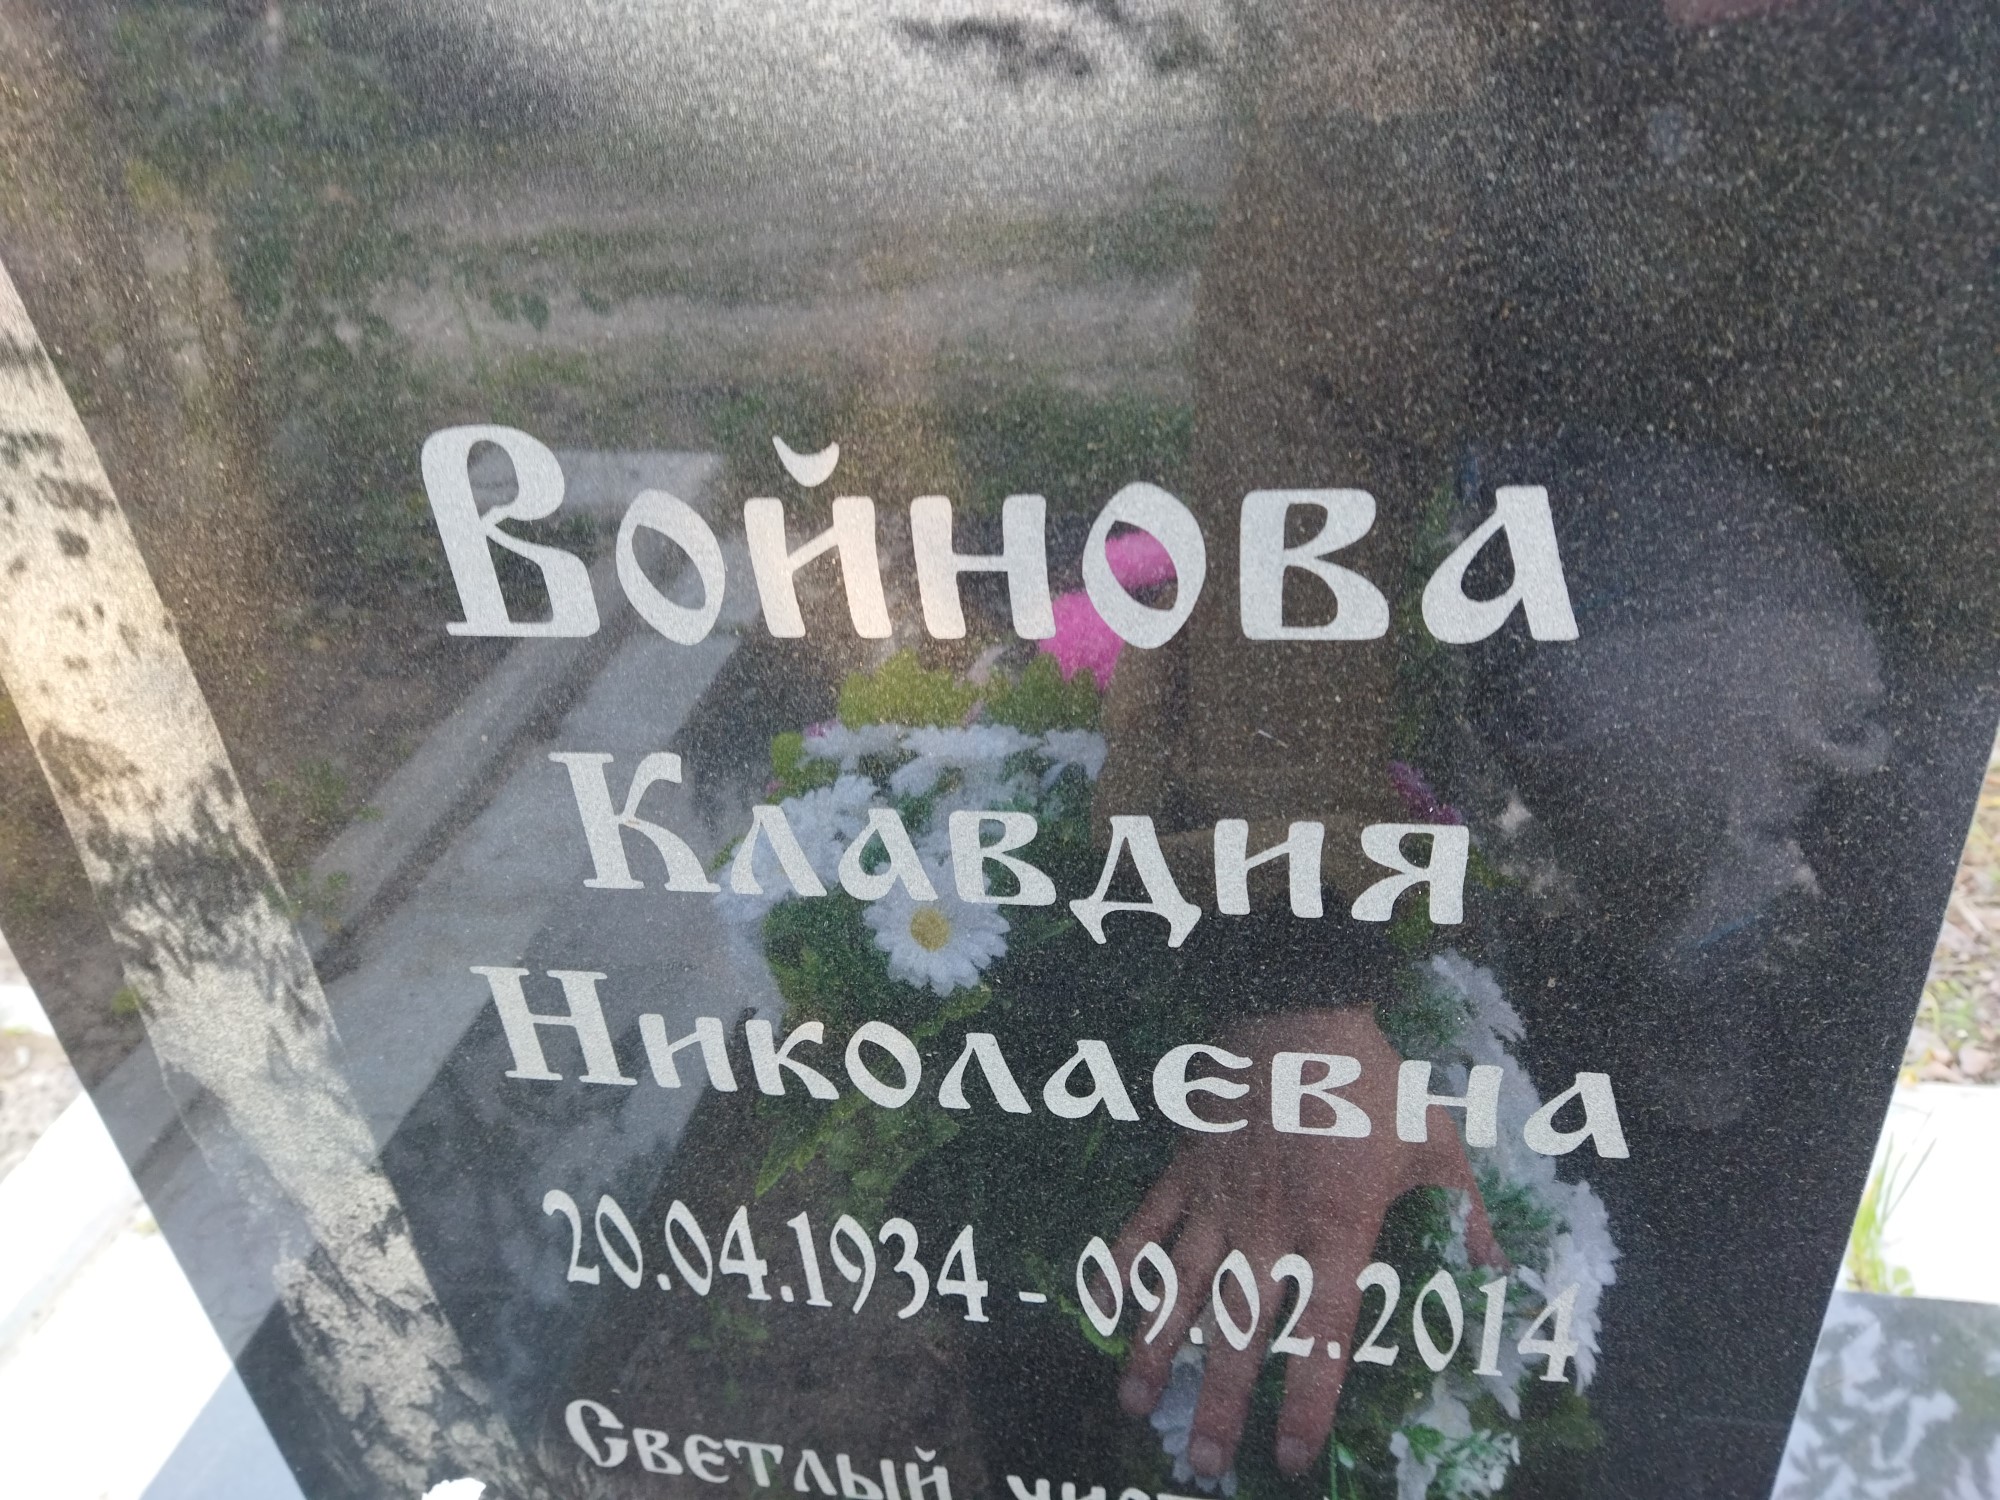 Войнова
Клавдия
Николаевна
20.04.1934 - 09.02.2014
Светлый